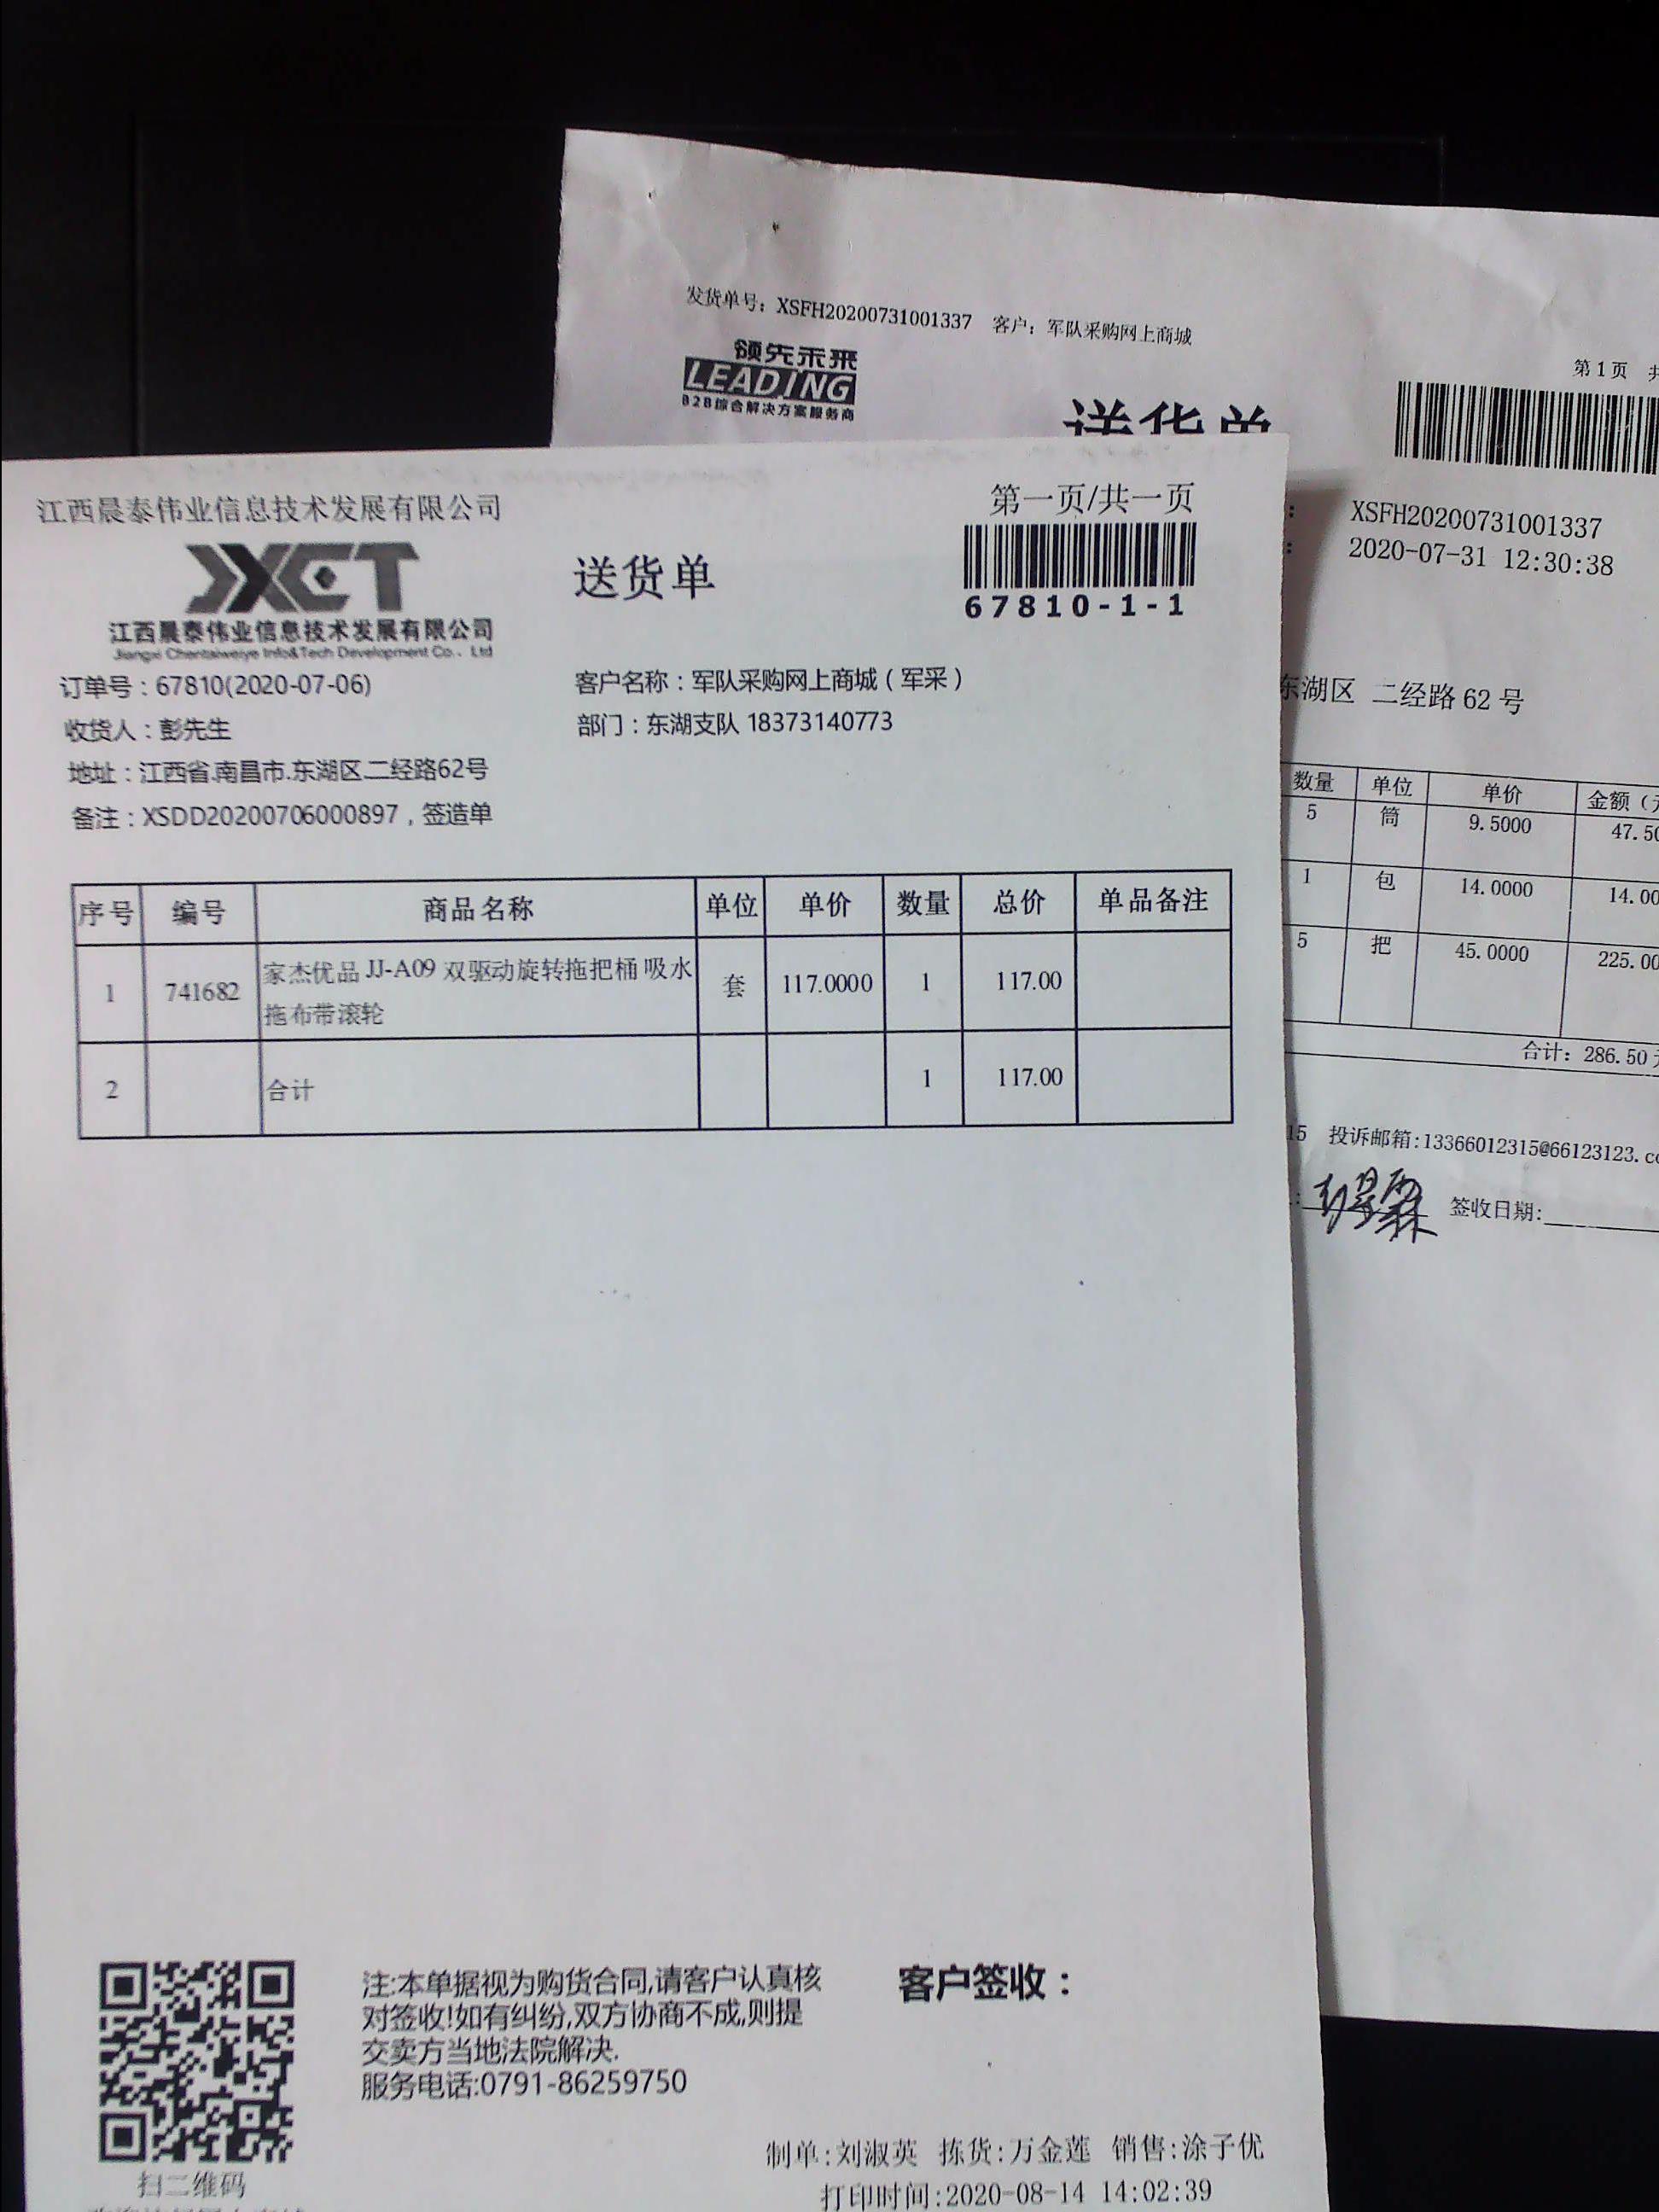 发货单号：XSFH20200731001337 客户：军队采购网上商城
领先未来
LEADING
B2B综合解决方案服务商
送货单
第1页
XSFH20200731001337
2020-07-31 12:30:38
东湖区 二经路 62 号
数量 单位 单价 金额（
5 筒 9.5000 47.50
1 包 14.0000 14.00
5 把 45.0000 225.00
合计：286.50
15 投诉邮箱:13366012315@66123123.co
签收日期:
江西晨泰伟业信息技术发展有限公司
第一页/共一页
JXCT
送货单
67810-1-1
江西晨泰伟业信息技术发展有限公司
Jiangxi Chentaiweiye Info&Tech Development Co., Ltd
订单号：67810(2020-07-06)
客户名称：军队采购网上商城（军采）
收货人：彭先生
部门：东湖支队 18373140773
地址：江西省.南昌市.东湖区二经路62号
备注：XSDD20200706000897，签造单
序号 编号 商品名称 单位 单价 数量 总价 单品备注
1 741682 家杰优品 JJ-A09 双驱动旋转拖把桶 吸水 套 117.0000 1 117.00
拖布带滚轮
2 合计 1 117.00
注:本单据视为购货合同,请客户认真核
对签收!如有纠纷,双方协商不成,则提
交卖方当地法院解决.
服务电话:0791-86259750
客户签收：
扫二维码
制单:刘淑英 拣货:万金莲 销售:涂子优
打印时间:2020-08-14 14:02:39